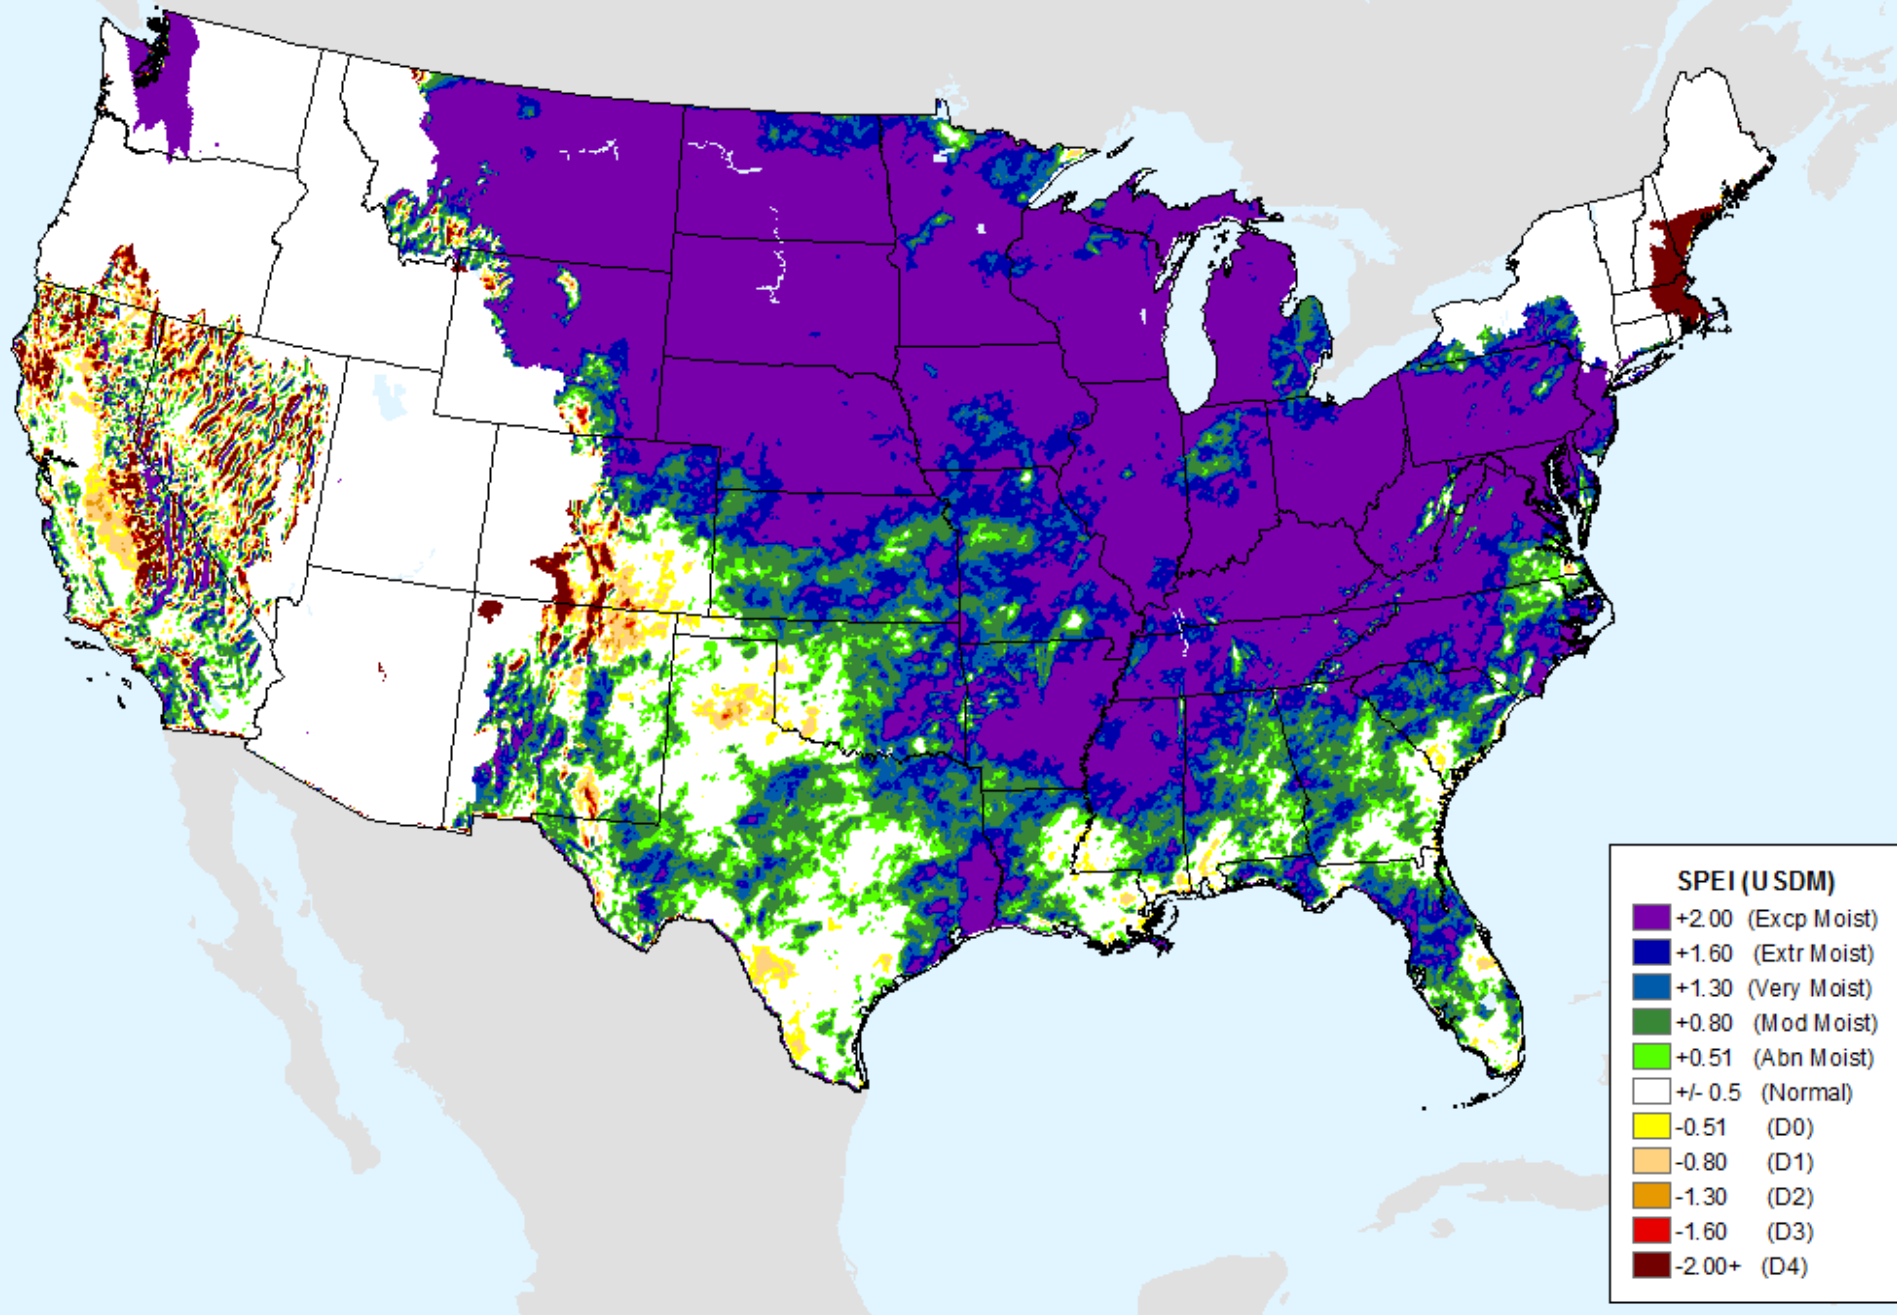 SPEI (USDM)
+2.00 (Excp Moist)
+1.60 (Extr Moist)
+1.30 (Very Moist)
+0.80 (Mod Moist)
+0.51 (Abn Moist)
+/- 0.5 (Normal)
-0.51 (D0)
-0.80 (D1)
-1.30 (D2)
-1.60 (D3)
-2.00+ (D4)